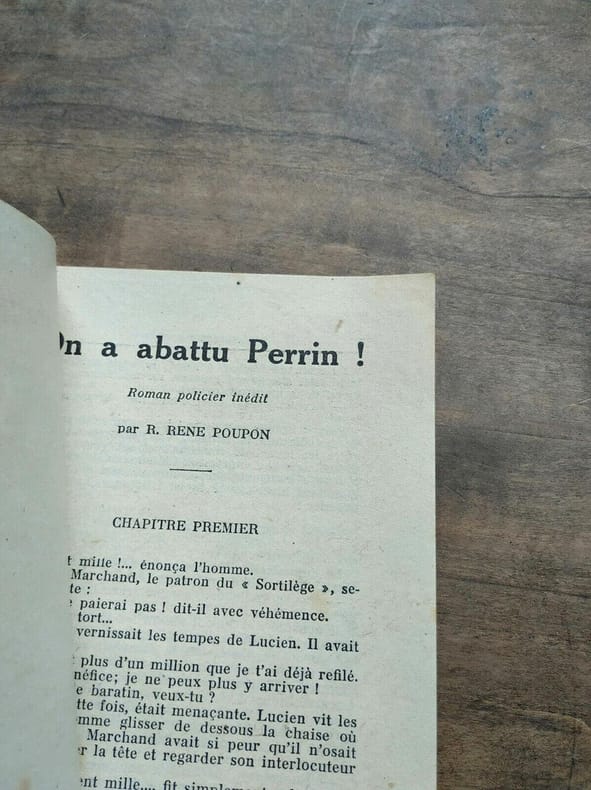 On a abattu Perrin !
Roman policier inédit
par R. RENE POUPON
CHAPITRE PREMIER
mille !... énonça l'homme.
Marchand, le patron du « Sortilège », se-
te :
paierai pas ! dit-il avec véhémence.
tort...
vernissait les tempes de Lucien. Il avait
plus d'un million que je t'ai déjà refilé.
néfice; je ne peux plus y arriver !
baratin, veux-tu ?
tte fois, était menaçante. Lucien vit les
mme glisser de dessous la chaise où
Marchand avait si peur qu'il n'osait
er la tête et regarder son interlocuteur
ent mille..., fit